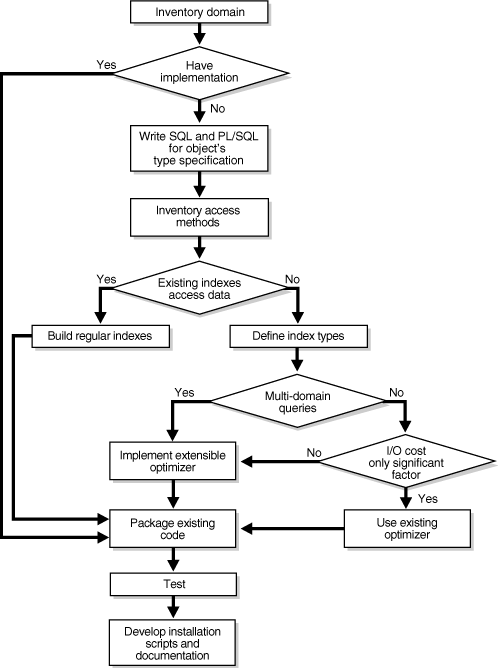 Inventory domain
Yes
Have
implementation
No
Write SQL and PL/SQL
for object's
type specification
Inventory access
methods
Yes
Existing indexes
access data
No
Build regular indexes
Define index types
Yes
Multi-domain
queries
No
Implement extensible
optimizer
No
I/O cost
only significant
factor
Yes
Package existing
code
Use existing
optimizer
Test
Develop installation
scripts and
documentation